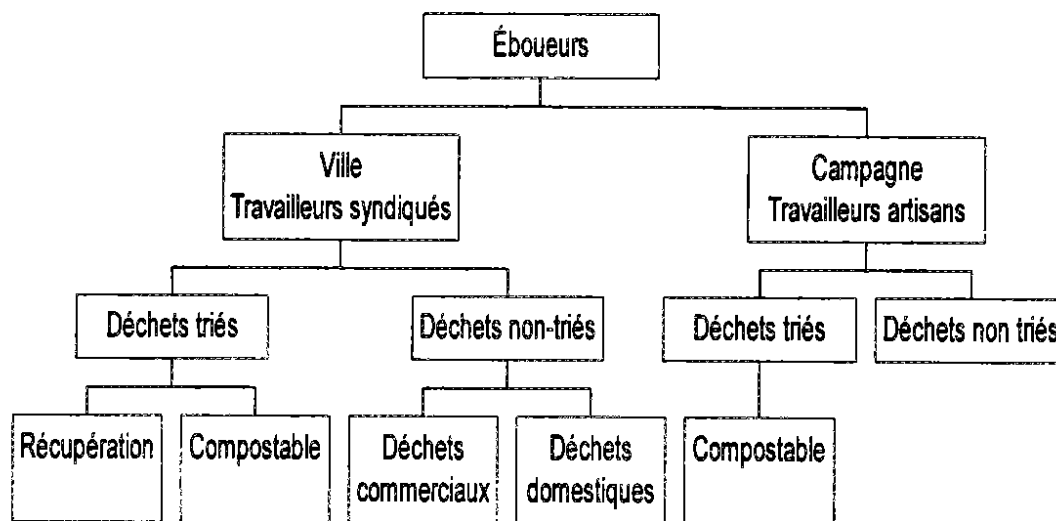 Éboueurs
Ville
Travailleurs syndiqués
Campagne
Travailleurs artisans
Déchets triés
Déchets non-triés
Déchets triés
Déchets non triés
Récupération
Compostable
Déchets
commerciaux
Déchets
domestiques
Compostable